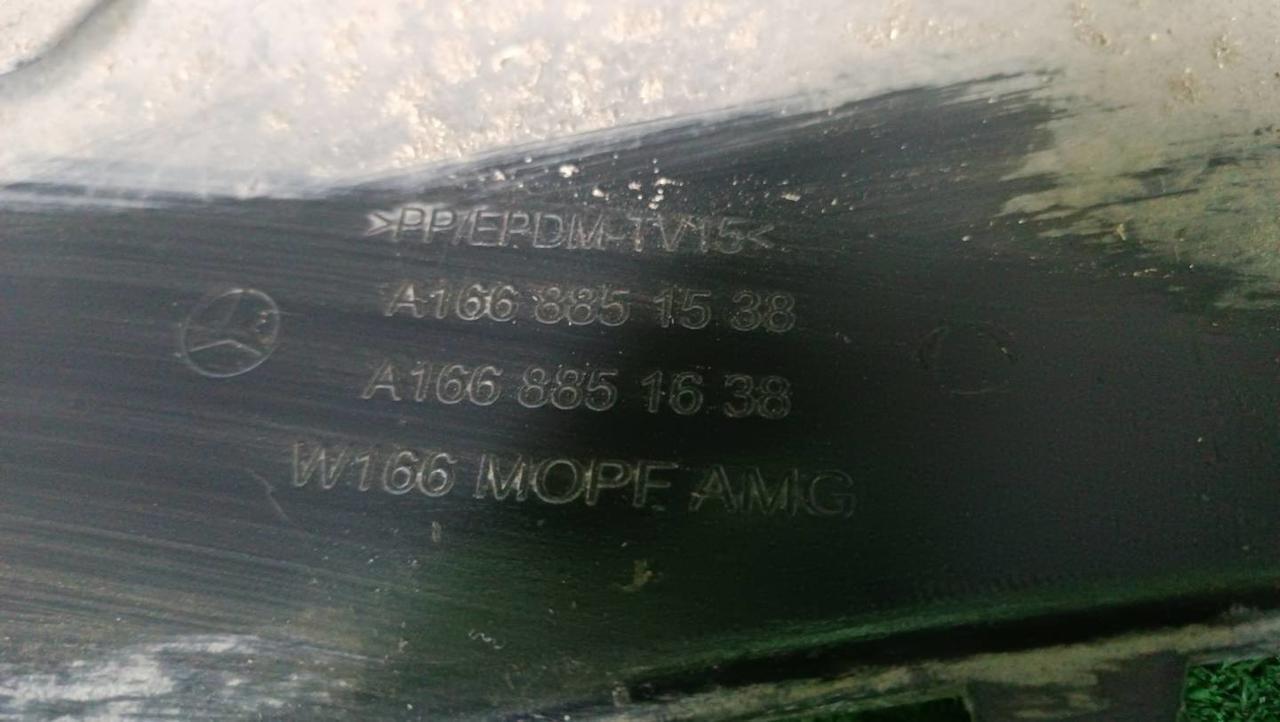 >PP/EPDM-TV15<
A166 885 15 38
A166 885 16 38
W166 MOPF AMG